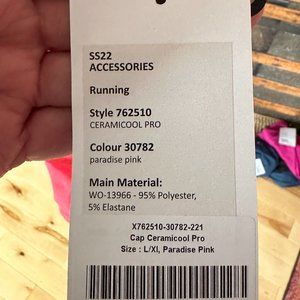 SS22
ACCESSORIES
Running
Style 762510
CERAMICOOL PRO
Colour 30782
paradise pink
Main Material:
WO-13966 - 95% Polyester,
5% Elastane
X762510-30782-221
Cap Ceramicool Pro
Size : L/Xl, Paradise Pink